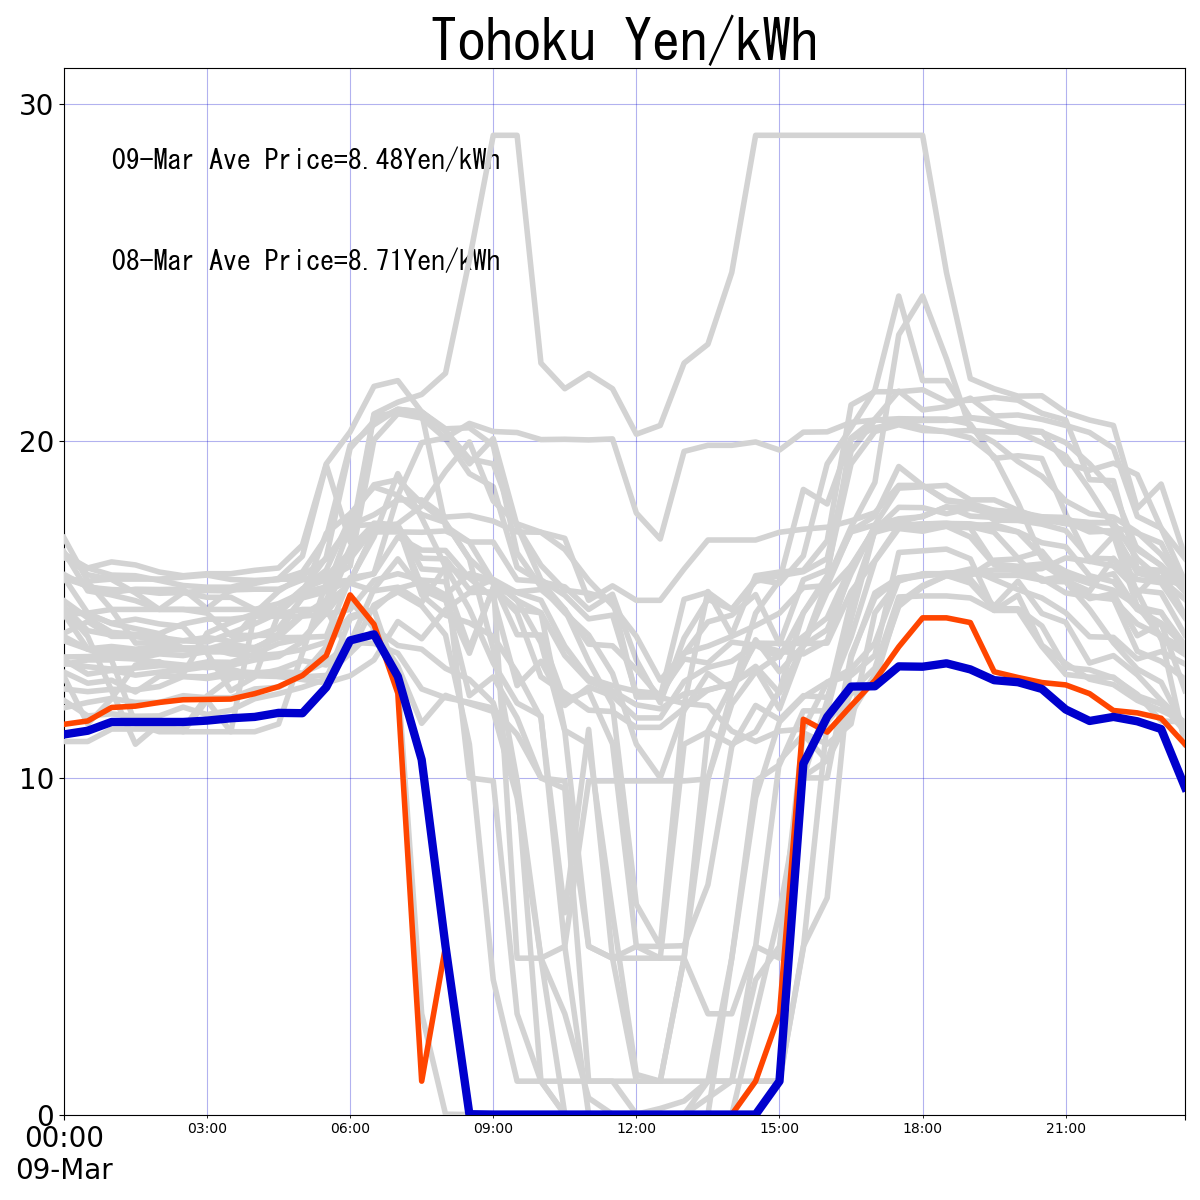 Tohoku Yen/kWh
30
09-Mar Ave Price=8.48Yen/kWh
08-Mar Ave Price=8.71Yen/kWh
20
10
0
00:00 03:00 06:00 09:00 12:00 15:00 18:00 21:00
09-Mar